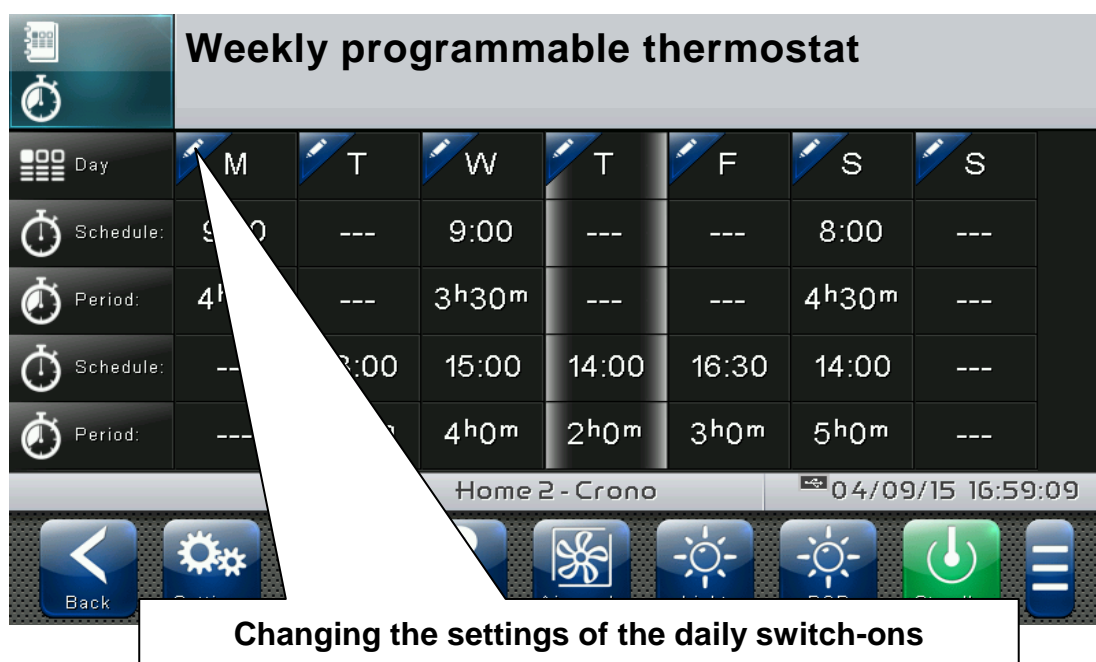 Weekly programmable thermostat
Day M T W T F S S
Schedule: --- 9:00 --- --- 8:00 ---
Period: --- 3h30m --- --- 4h30m ---
Schedule: 15:00 14:00 16:30 14:00 ---
Period: 4h0m 2h0m 3h0m 5h0m ---
Home 2 - Crono 04/09/15 16:59:09
Back
Changing the settings of the daily switch-ons